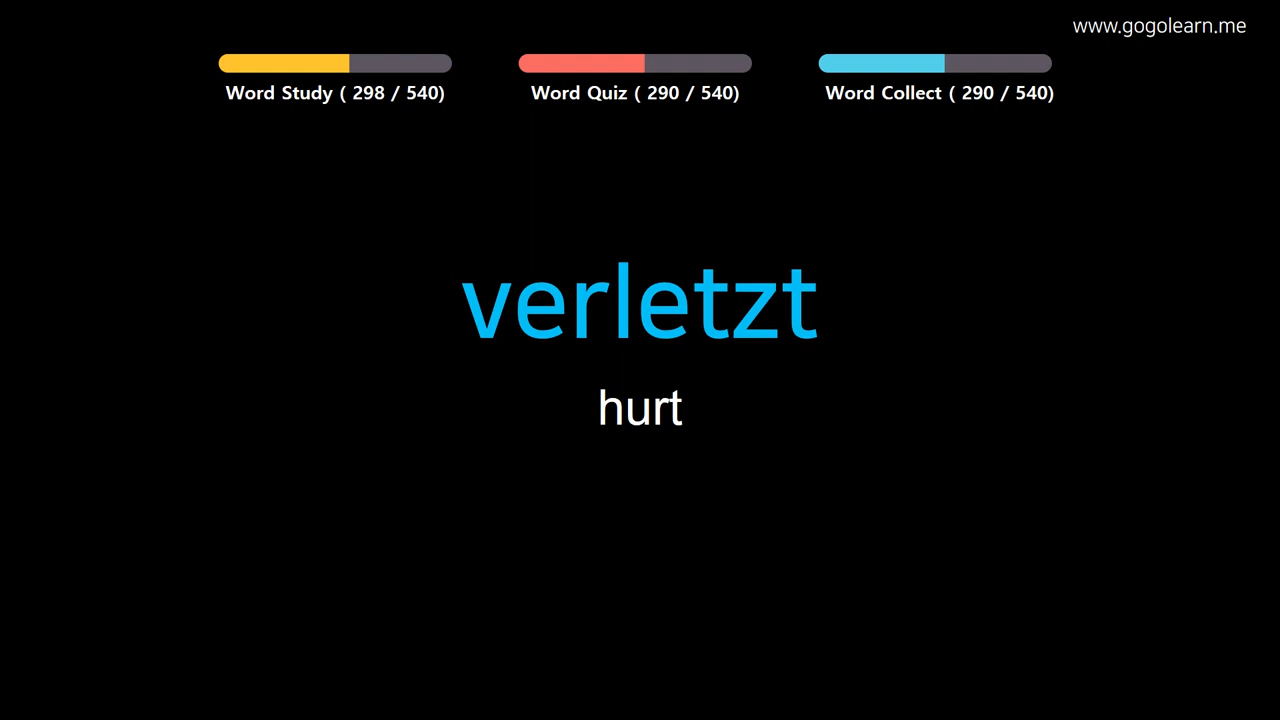 www.gogolearn.me
Word Study ( 298 / 540)
Word Quiz ( 290 / 540)
Word Collect ( 290 / 540)
verletzt
hurt